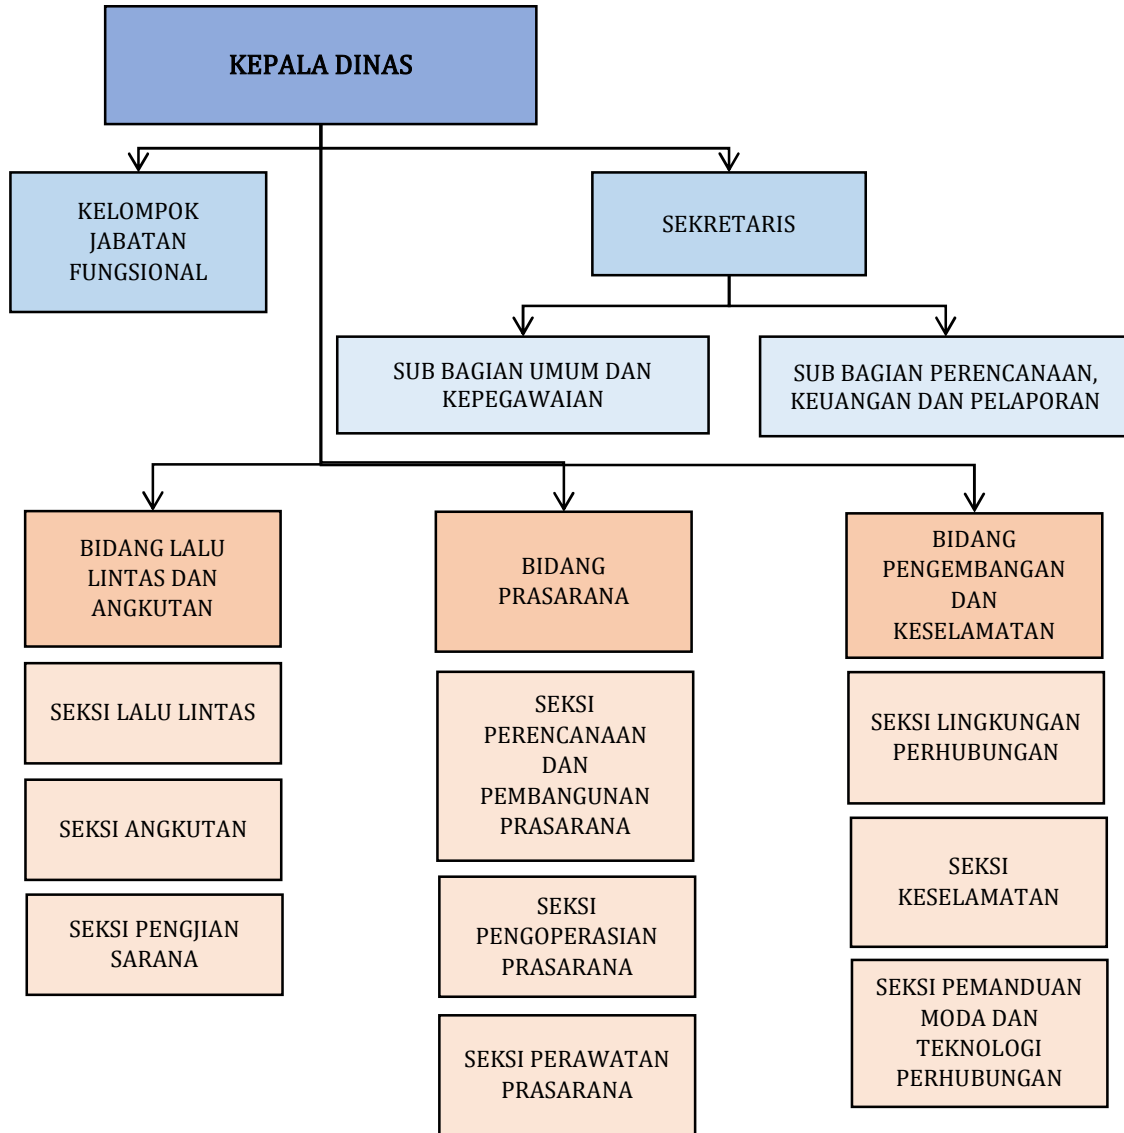 KEPALA DINAS
KELOMPOK
JABATAN
FUNGSIONAL
SEKRETARIS
SUB BAGIAN UMUM DAN
KEPEGAWAIAN
SUB BAGIAN PERENCANAAN,
KEUANGAN DAN PELAPORAN
BIDANG LALU
LINTAS DAN
ANGKUTAN
SEKSI LALU LINTAS
SEKSI ANGKUTAN
SEKSI PENGJIAN
SARANA
BIDANG
PRASARANA
SEKSI
PERENCANAAN
DAN
PEMBANGUNAN
PRASARANA
SEKSI
PENGOPERASIAN
PRASARANA
SEKSI PERAWATAN
PRASARANA
BIDANG
PENGEMBANGAN
DAN
KESELAMATAN
SEKSI LINGKUNGAN
PERHUBUNGAN
SEKSI
KESELAMATAN
SEKSI PEMANDUAN
MODA DAN
TEKNOLOGI
PERHUBUNGAN